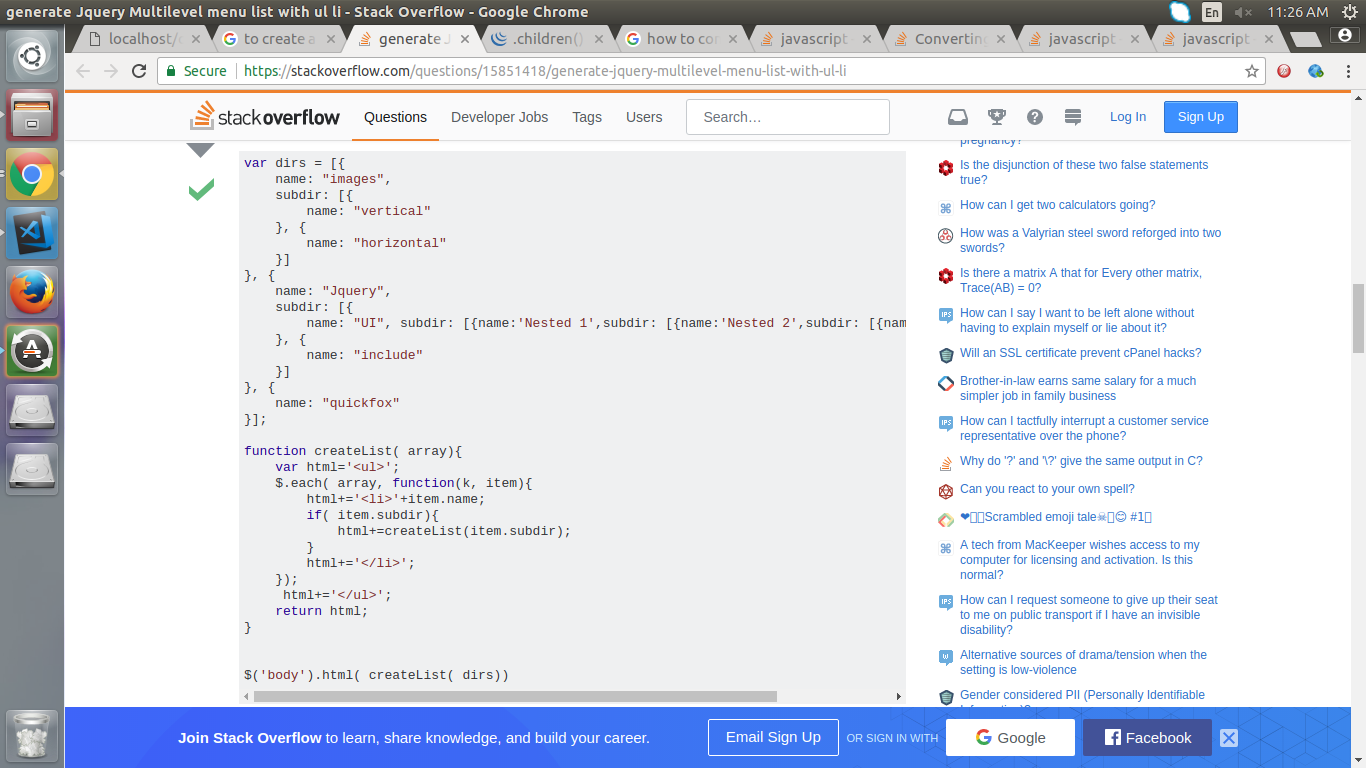 generate Jquery Multilevel menu list with ul li - Stack Overflow - Google Chrome
En
11:26 AM
localhost/
to create a
generate J
.children()
how to con
javascript
Converting
javascript
javascript
Secure
https://stackoverflow.com/questions/15851418/generate-jquery-multilevel-menu-list-with-ul-li
stackoverflow
Questions
Developer Jobs
Tags
Users
Search…
Log In
Sign Up
var dirs = [{
    name: "images",
    subdir: [{
        name: "vertical"
    }, {
        name: "horizontal"
    }]
}, {
    name: "Jquery",
    subdir: [{
        name: "UI", subdir: [{name:'Nested 1',subdir: [{name:'Nested 2',subdir: [{nam
    }, {
        name: "include"
    }]
}, {
    name: "quickfox"
}];
function createList( array){
    var html='<ul>';
    $.each( array, function(k, item){
        html+='<li>'+item.name;
        if( item.subdir){
            html+=createList(item.subdir);
        }
        html+='</li>';
    });
     html+='</ul>';
    return html;
}
$('body').html( createList( dirs))
pregnancy?
Is the disjunction of these two false statements
true?
How can I get two calculators going?
How was a Valyrian steel sword reforged into two
swords?
Is there a matrix A that for Every other matrix,
Trace(AB) = 0?
How can I say I want to be left alone without
having to explain myself or lie about it?
Will an SSL certificate prevent cPanel hacks?
Brother-in-law earns same salary for a much
simpler job in family business
How can I tactfully interrupt a customer service
representative over the phone?
Why do '?' and '\?' give the same output in C?
Can you react to your own spell?
❤▯▯Scrambled emoji tale☠▯😊 #1▯
A tech from MacKeeper wishes access to my
computer for licensing and activation. Is this
normal?
How can I request someone to give up their seat
to me on public transport if I have an invisible
disability?
Alternative sources of drama/tension when the
setting is low-violence
Gender considered PII (Personally Identifiable
Join Stack Overflow to learn, share knowledge, and build your career.
Email Sign Up
OR SIGN IN WITH
Google
Facebook